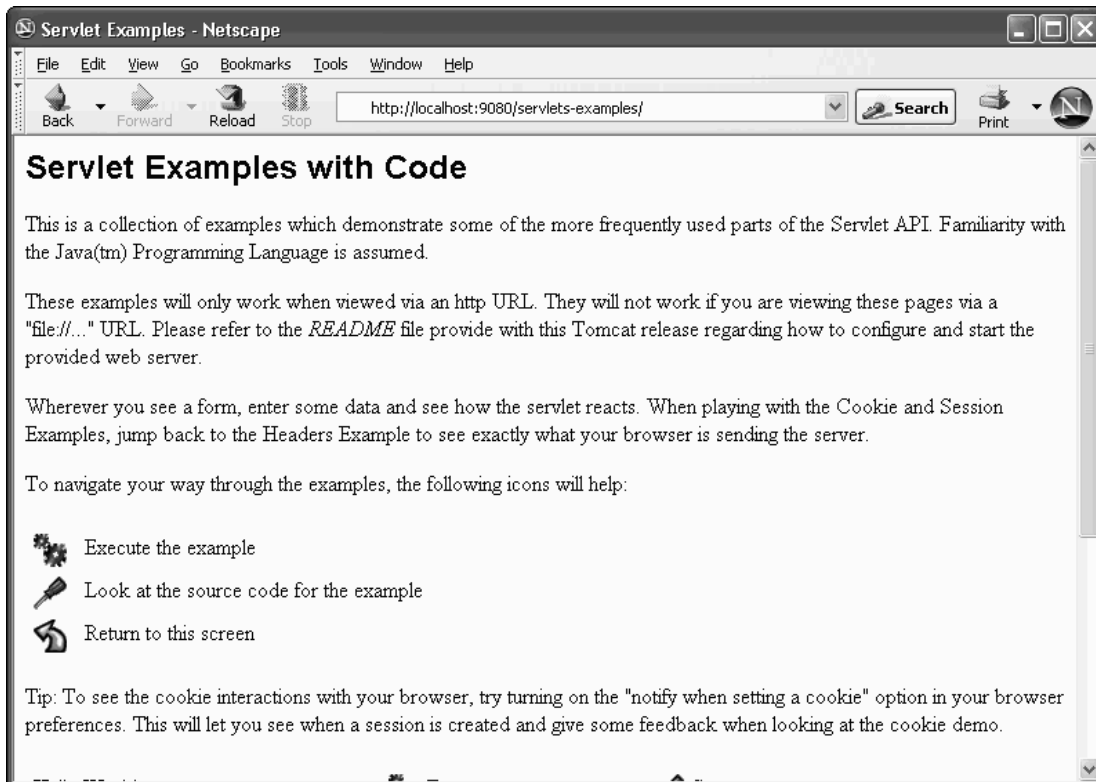 Servlet Examples - Netscape
File Edit View Go Bookmarks Tools Window Help
Back Forward Reload Stop http://localhost:9080/servlets-examples/ Search Print N
Servlet Examples with Code
This is a collection of examples which demonstrate some of the more frequently used parts of the Servlet API. Familiarity with
the Java(tm) Programming Language is assumed.
These examples will only work when viewed via an http URL. They will not work if you are viewing these pages via a
"file://..." URL. Please refer to the README file provide with this Tomcat release regarding how to configure and start the
provided web server.
Wherever you see a form, enter some data and see how the servlet reacts. When playing with the Cookie and Session
Examples, jump back to the Headers Example to see exactly what your browser is sending the server.
To navigate your way through the examples, the following icons will help:
Execute the example
Look at the source code for the example
Return to this screen
Tip: To see the cookie interactions with your browser, try turning on the "notify when setting a cookie" option in your browser
preferences. This will let you see when a session is created and give some feedback when looking at the cookie demo.